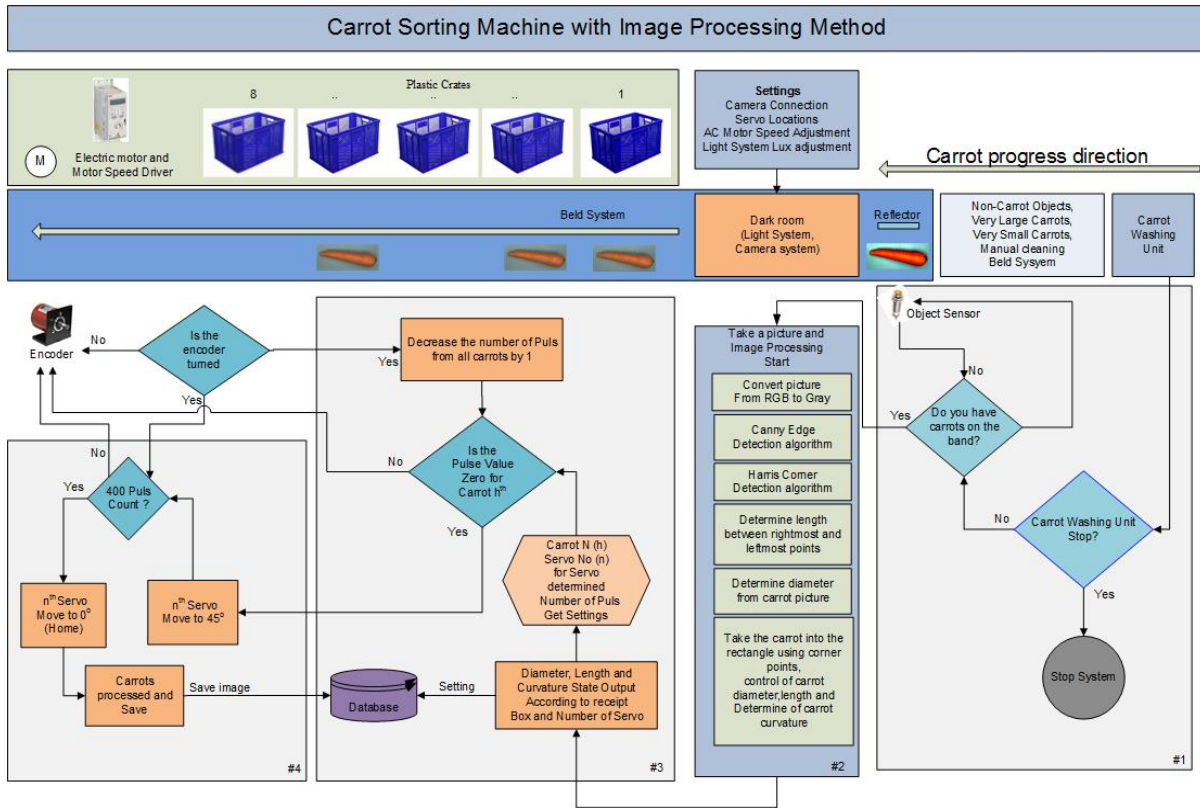 Carrot Sorting Machine with Image Processing Method
Plastic Crates
8
..
..
..
1
M
Electric motor and
Motor Speed Driver
Settings
Camera Connection
Servo Locations
AC Motor Speed Adjustment
Light System Lux adjustment
Carrot progress direction
Beld System
Dark room
(Light System,
Camera system)
Reflector
Non-Carrot Objects,
Very Large Carrots,
Very Small Carrots,
Manual cleaning
Beld Sysyem
Carrot
Washing
Unit
Encoder
No
Is the
encoder
turned
Yes
Yes
Decrease the number of Puls
from all carrots by 1
Is the
Pulse Value
Zero for
Carrot hth
No
Yes
No
Yes
400 Puls
Count ?
nth Servo
Move to 0°
(Home)
nth Servo
Move to 45°
Carrots
processed and
Save
Save image
Database
Setting
Carrot N (h)
Servo No (n)
for Servo
determined
Number of Puls
Get Settings
Diameter, Length and
Curvature State Output
According to receipt
Box and Number of Servo
#4
#3
Take a picture and
Image Processing
Start
Convert picture
From RGB to Gray
Canny Edge
Detection algorithm
Harris Corner
Detection algorithm
Determine length
between rightmost and
leftmost points
Determine diameter
from carrot picture
Take the carrot into the
rectangle using corner
points,
control of carrot
diameter,length and
Determine of carrot
curvature
#2
Object Sensor
No
Yes
Do you have
carrots on the
band?
No
Carrot Washing Unit
Stop?
Yes
Stop System
#1